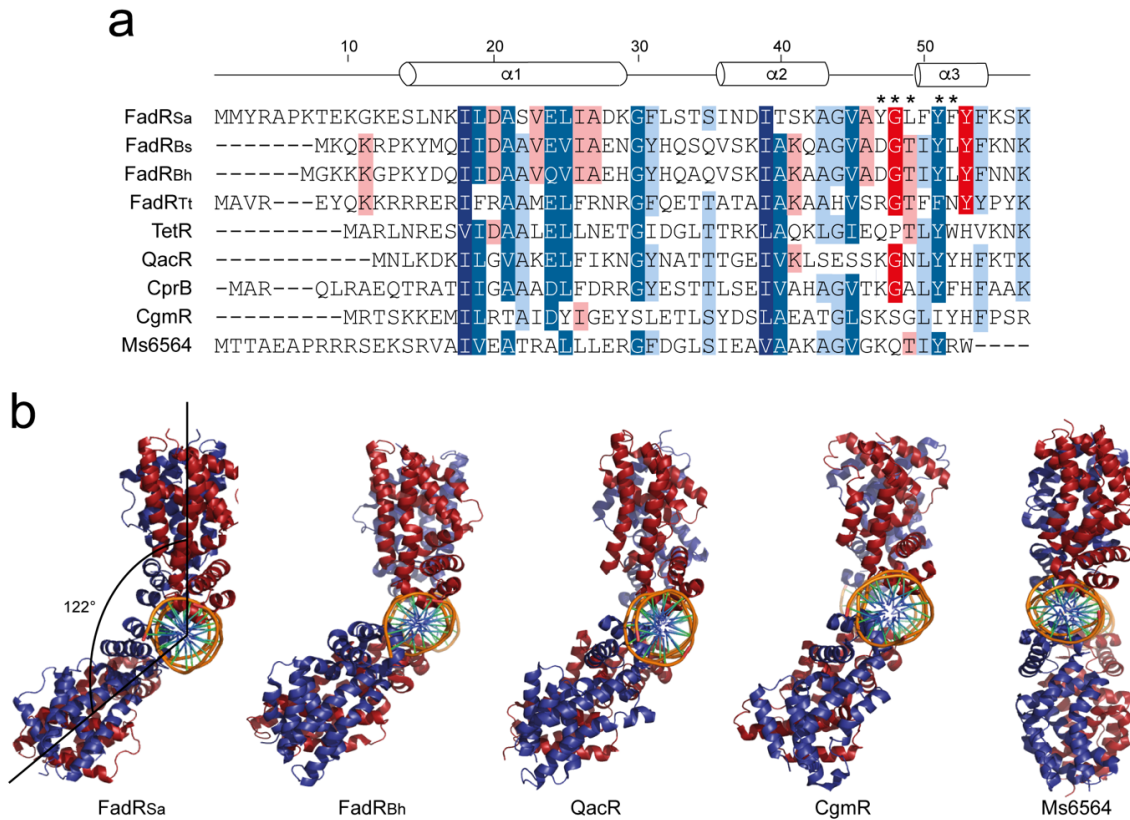 a
10 20 30 40 50
α1 α2 α3
* * * * *
FadRSa MMYRAPKTEKGKESLNKILDASVELIADKGFLSTSINDITSKAGVAYGLFYFYFKSK
FadRBs -------MKQKRPKYMQIIDAAVEVIAENGYHQSQVSKIAKQAGVADGTIYLYFKNK
FadRBh ------MGKKKGPKYDQIIDAAVQVIAEHGYHQAQVSKIAKAAGVADGTIYLYFNNK
FadRTt MAVR---EYQKKRRRERIFRAAMELFRNRGFQETTATAIAKAAHVSRGTFFNYYPYK
TetR ---------MARLNRESVIDAALELLNETGIDGLTTRKLAQKLGIEQPTLYWHVKNK
QacR -----------MNLKDKILGVAKELFIKNGYNATTTGEIVKLSESSKGNLYYHFKTK
CprB -MAR---QLRAEQTRATIIGAAADLFDRRGYESTTLSEIVAHAGVTKGALYFHFAAK
CgmR ---------MRTSKKEMILRTAIDYIGEYSLETLSYDSLAEATGLSKSGLIYHFPSR
Ms6564 MTTAEAPRRRSEKSRVAIVEATRALLLERGFDGLSIEAVAAKAGVGKQTIYRW----
b
122°
FadRSa FadRBh QacR CgmR Ms6564